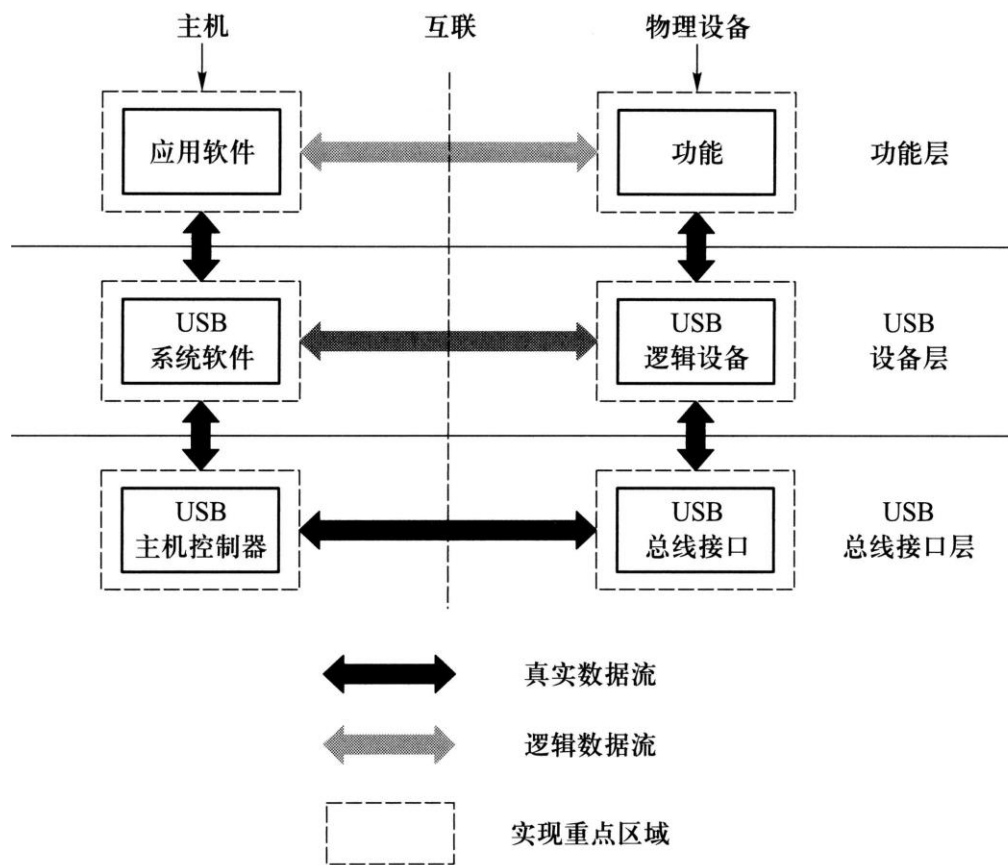 主机
互联
物理设备
应用软件
功能
功能层
USB
系统软件
USB
逻辑设备
USB
设备层
USB
主机控制器
USB
总线接口
USB
总线接口层
真实数据流
逻辑数据流
实现重点区域